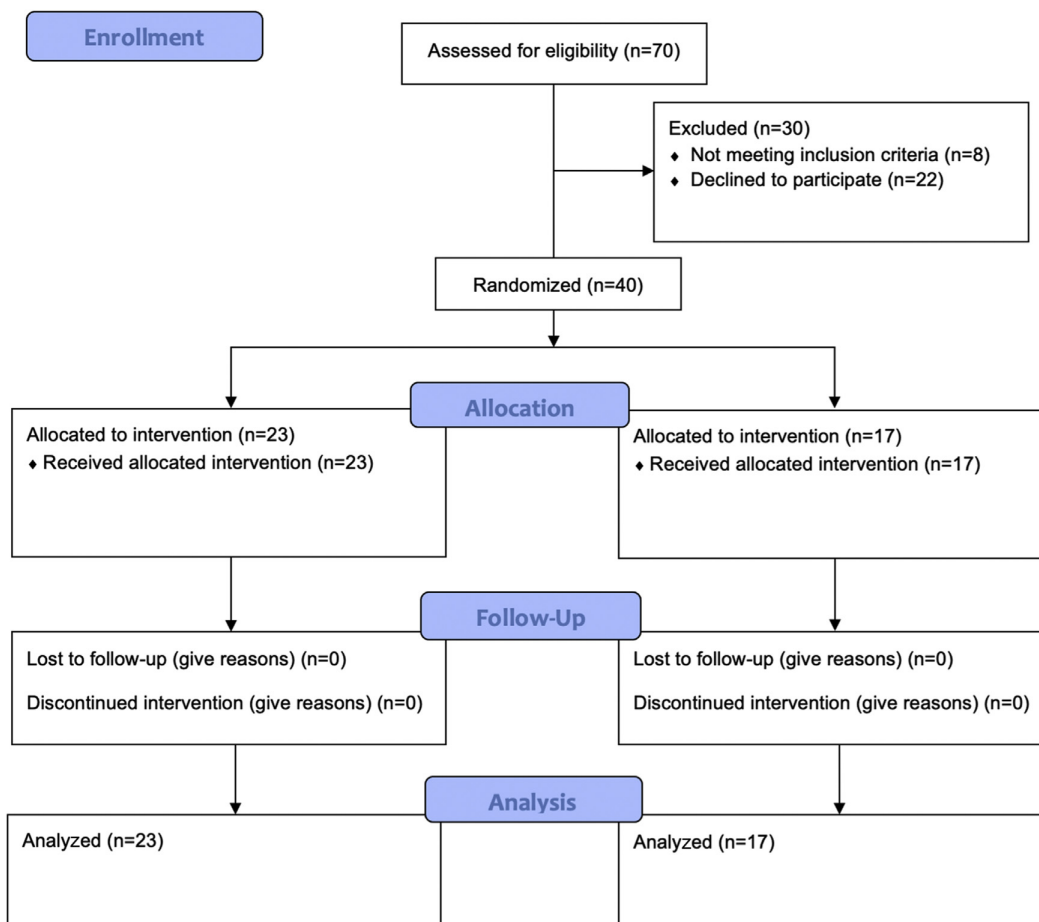 Enrollment
Assessed for eligibility (n=70)
Excluded (n=30)
♦ Not meeting inclusion criteria (n=8)
♦ Declined to participate (n=22)
Randomized (n=40)
Allocation
Allocated to intervention (n=23)
♦ Received allocated intervention (n=23)
Allocated to intervention (n=17)
♦ Received allocated intervention (n=17)
Follow-Up
Lost to follow-up (give reasons) (n=0)
Discontinued intervention (give reasons) (n=0)
Lost to follow-up (give reasons) (n=0)
Discontinued intervention (give reasons) (n=0)
Analysis
Analyzed (n=23)
Analyzed (n=17)